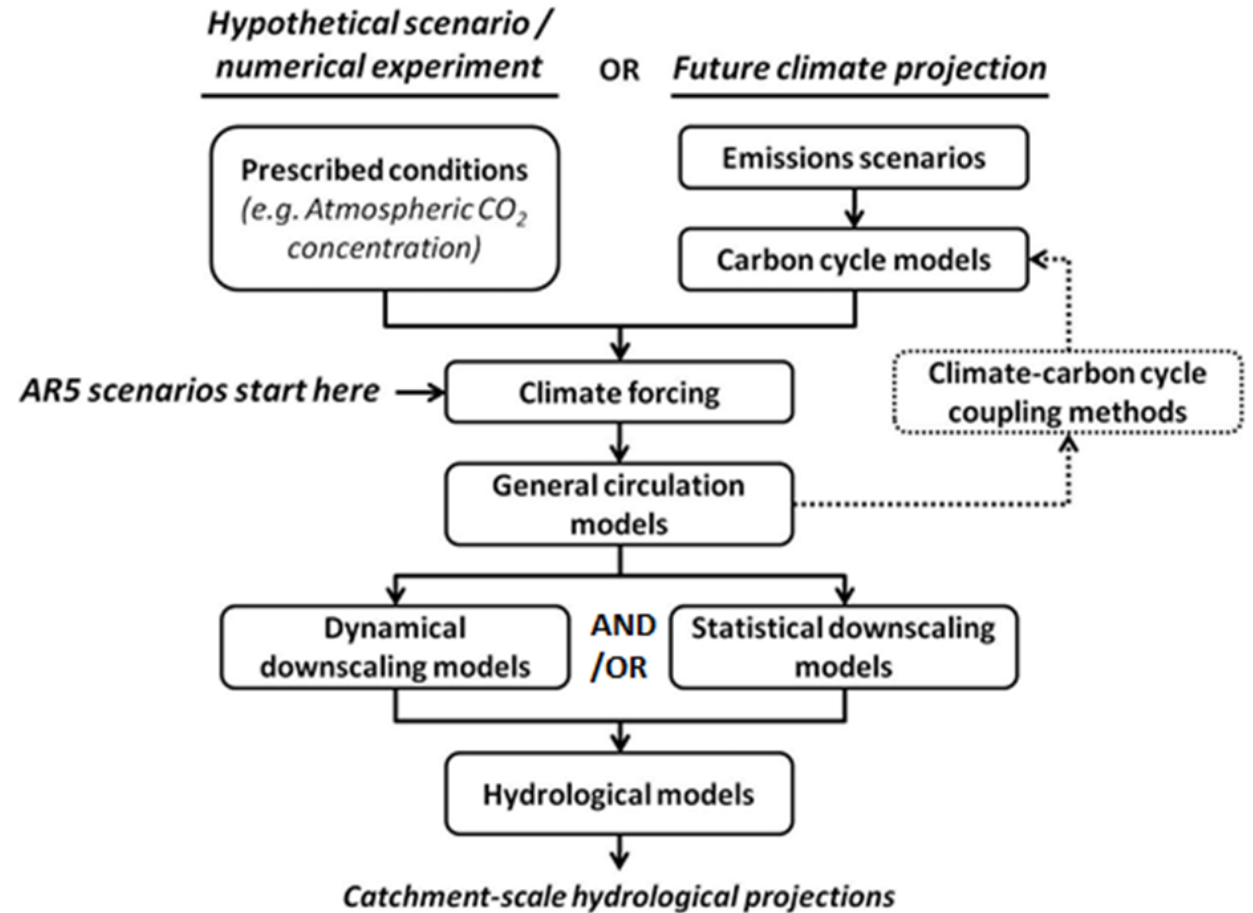 Hypothetical scenario /
numerical experiment
OR
Future climate projection
Prescribed conditions
(e.g. Atmospheric CO₂
concentration)
Emissions scenarios
Carbon cycle models
AR5 scenarios start here
Climate forcing
Climate-carbon cycle
coupling methods
General circulation
models
Dynamical
downscaling models
AND
/OR
Statistical downscaling
models
Hydrological models
Catchment-scale hydrological projections